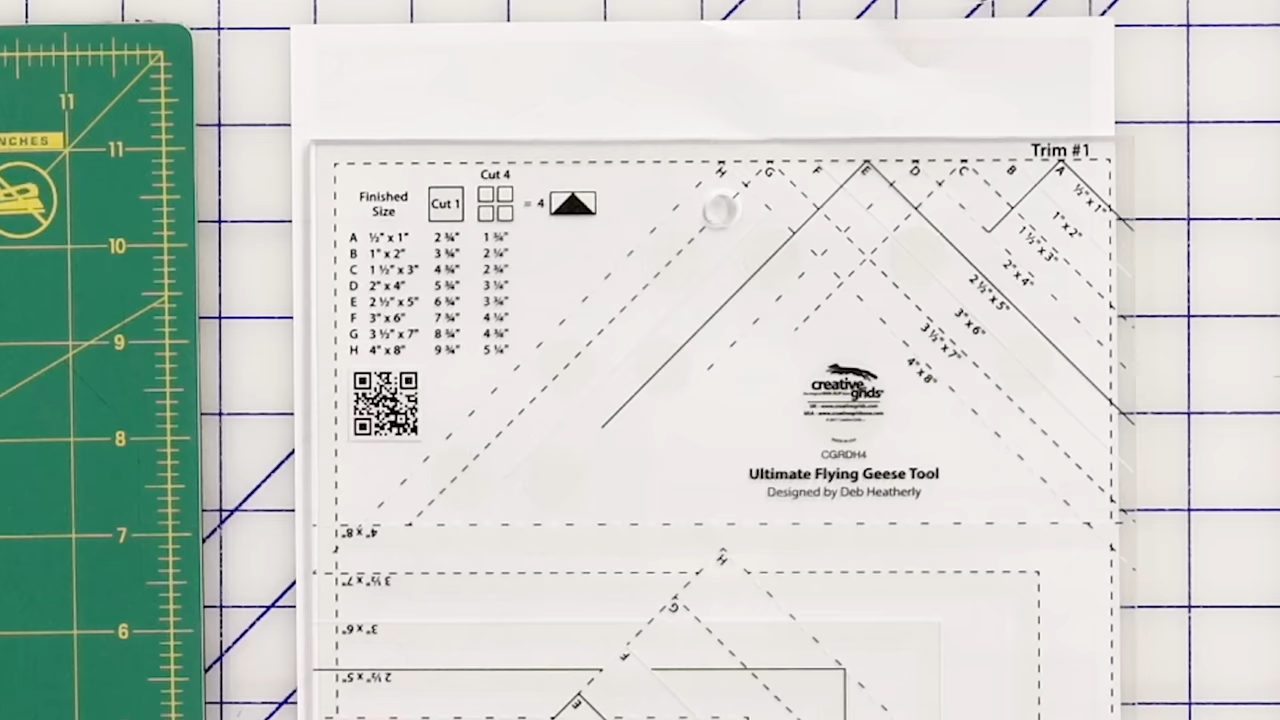 11
NCHES
11
10
9
8
7
6
Trim #1
Cut 4
Finished
Size
Cut 1
= 4
H G F E D C B A
A ½" x 1" 2 ¾" 1 ¾"
B 1" x 2" 3 ¾" 2 ¼"
C 1 ½" x 3" 4 ¾" 2 ¾"
D 2" x 4" 5 ¾" 3 ¼"
E 2 ½" x 5" 6 ¾" 3 ¾"
F 3" x 6" 7 ¾" 4 ¼"
G 3 ½" x 7" 8 ¾" 4 ¾"
H 4" x 8" 9 ¾" 5 ¼"
½" x 1"
1" x 2"
1 ½" x 3"
2" x 4"
2 ½" x 5"
3" x 6"
3 ½" x 7"
4" x 8"
creative
grids
CGRDH4
Ultimate Flying Geese Tool
Designed by Deb Heatherly
4" x 8"
H
3 ½" x 7"
G
3" x 6"
F
2 ½" x 5"
E